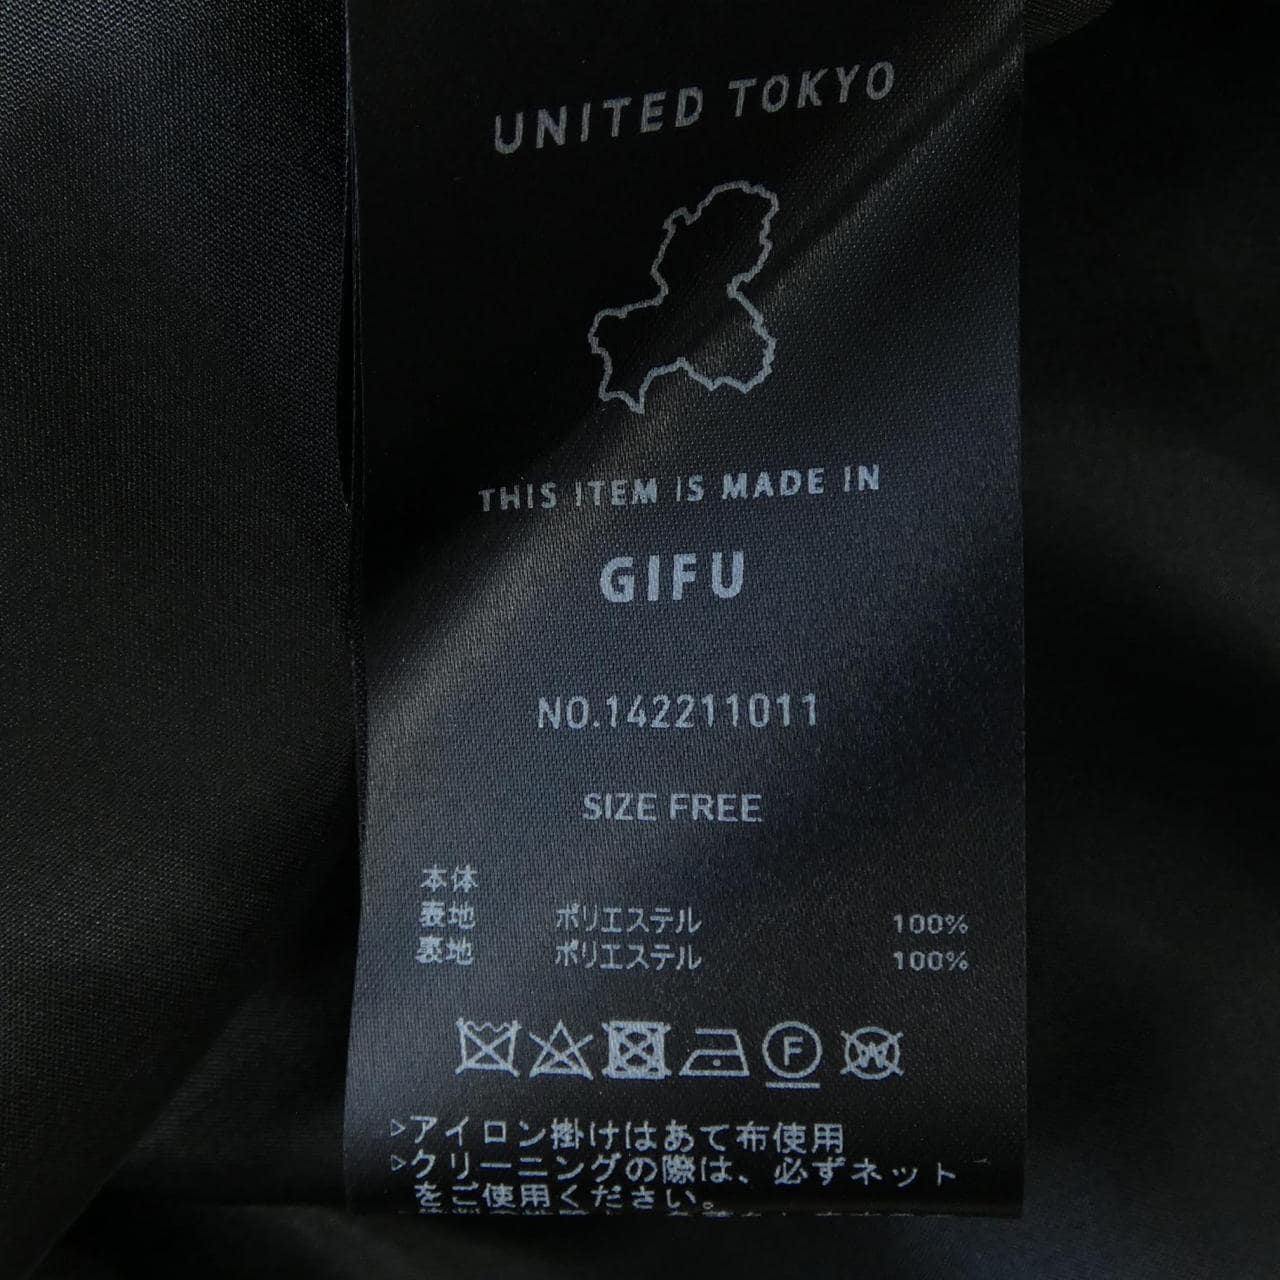 UNITED TOKYO
THIS ITEM IS MADE IN
GIFU
NO.142211011
SIZE FREE
本体
表地 ポリエステル 100%
裏地 ポリエステル 100%
F W
▷アイロン掛けはあて布使用
▷クリーニングの際は、必ずネット
をご使用ください。